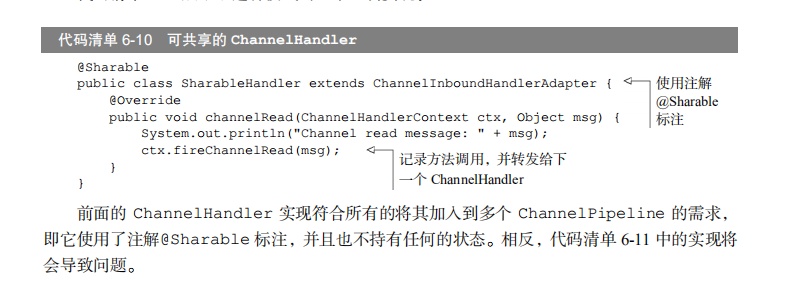 代码清单 6-10 可共享的 ChannelHandler
@Sharable
public class SharableHandler extends ChannelInboundHandlerAdapter {
使用注解
@Sharable
标注
@Override
public void channelRead(ChannelHandlerContext ctx, Object msg) {
System.out.println("Channel read message: " + msg);
ctx.fireChannelRead(msg);
记录方法调用，并转发给下
一个 ChannelHandler
}
}
前面的 ChannelHandler 实现符合所有的将其加入到多个 ChannelPipeline 的需求，
即它使用了注解@Sharable 标注，并且也不持有任何的状态。相反，代码清单 6-11 中的实现将
会导致问题。